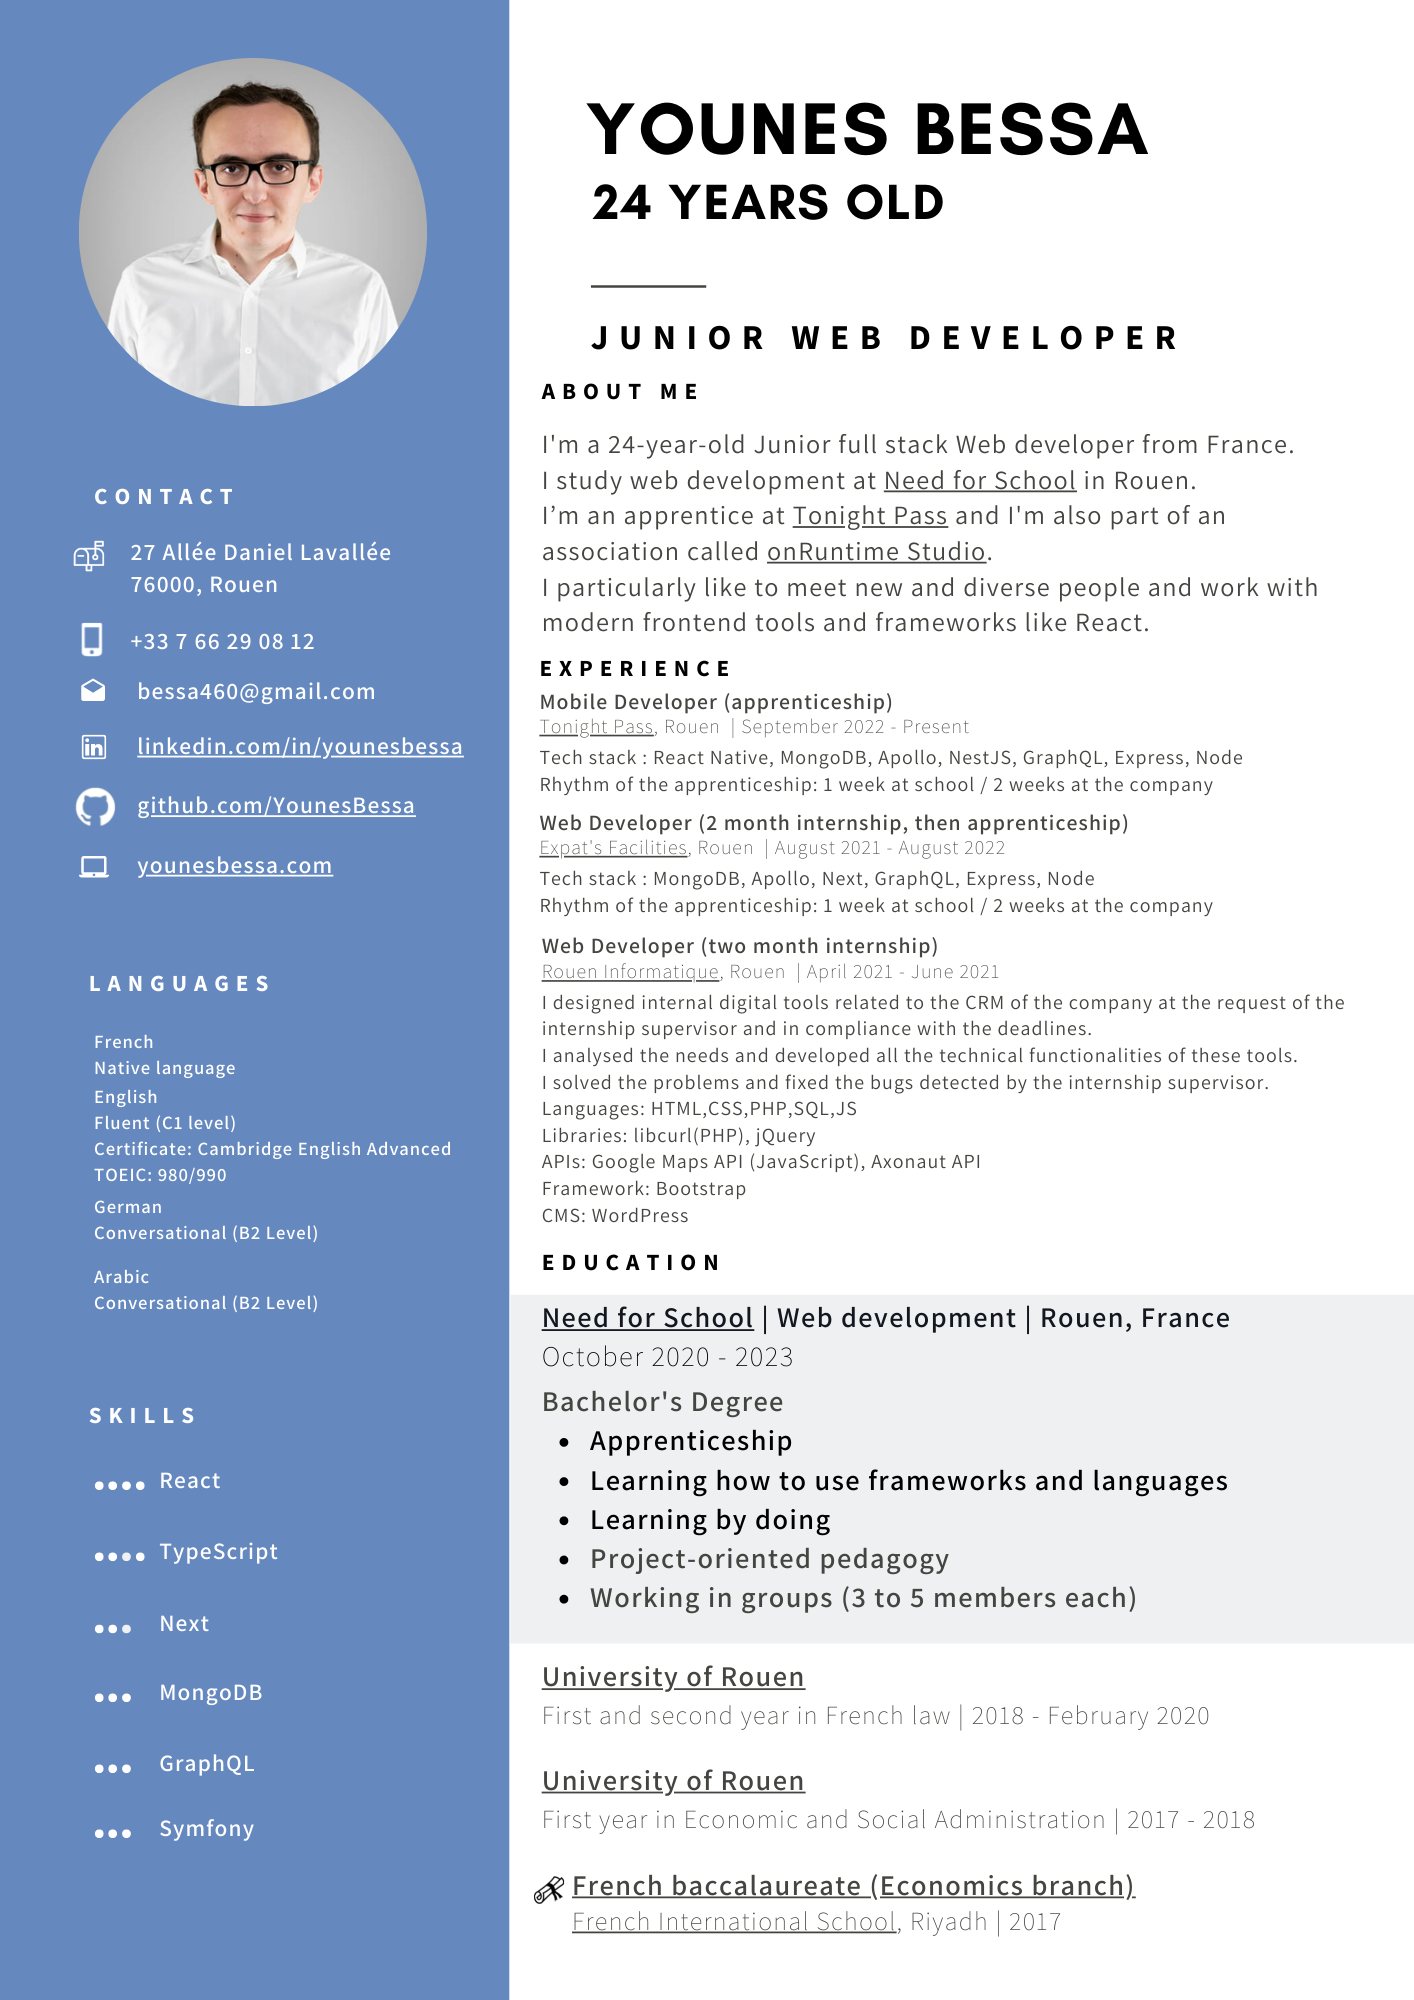 YOUNES BESSA
24 YEARS OLD
JUNIOR WEB DEVELOPER
CONTACT
27 Allée Daniel Lavallée
76000, Rouen
+33 7 66 29 08 12
bessa460@gmail.com
linkedin.com/in/younesbessa
github.com/YounesBessa
younesbessa.com
LANGUAGES
French
Native language
English
Fluent (C1 level)
Certificate: Cambridge English Advanced
TOEIC: 980/990
German
Conversational (B2 Level)
Arabic
Conversational (B2 Level)
SKILLS
React
TypeScript
Next
MongoDB
GraphQL
Symfony
ABOUT ME
I'm a 24-year-old Junior full stack Web developer from France.
I study web development at Need for School in Rouen.
I’m an apprentice at Tonight Pass and I'm also part of an
association called onRuntime Studio.
I particularly like to meet new and diverse people and work with
modern frontend tools and frameworks like React.
EXPERIENCE
Mobile Developer (apprenticeship)
Tonight Pass, Rouen | September 2022 - Present
Tech stack : React Native, MongoDB, Apollo, NestJS, GraphQL, Express, Node
Rhythm of the apprenticeship: 1 week at school / 2 weeks at the company
Web Developer (2 month internship, then apprenticeship)
Expat's Facilities, Rouen | August 2021 - August 2022
Tech stack : MongoDB, Apollo, Next, GraphQL, Express, Node
Rhythm of the apprenticeship: 1 week at school / 2 weeks at the company
Web Developer (two month internship)
Rouen Informatique, Rouen | April 2021 - June 2021
I designed internal digital tools related to the CRM of the company at the request of the
internship supervisor and in compliance with the deadlines.
I analysed the needs and developed all the technical functionalities of these tools.
I solved the problems and fixed the bugs detected by the internship supervisor.
Languages: HTML,CSS,PHP,SQL,JS
Libraries: libcurl(PHP), jQuery
APIs: Google Maps API (JavaScript), Axonaut API
Framework: Bootstrap
CMS: WordPress
EDUCATION
Need for School | Web development | Rouen, France
October 2020 - 2023
Bachelor's Degree
• Apprenticeship
• Learning how to use frameworks and languages
• Learning by doing
• Project-oriented pedagogy
• Working in groups (3 to 5 members each)
University of Rouen
First and second year in French law | 2018 - February 2020
University of Rouen
First year in Economic and Social Administration | 2017 - 2018
French baccalaureate (Economics branch)
French International School, Riyadh | 2017